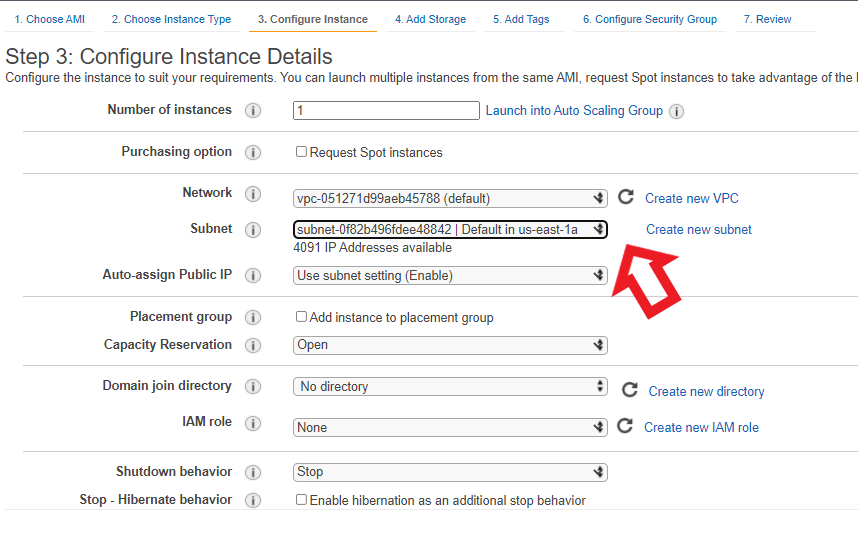 1. Choose AMI 2. Choose Instance Type 3. Configure Instance 4. Add Storage 5. Add Tags 6. Configure Security Group 7. Review
Step 3: Configure Instance Details
Configure the instance to suit your requirements. You can launch multiple instances from the same AMI, request Spot instances to take advantage of the
Number of instances i 1 Launch into Auto Scaling Group i
Purchasing option i Request Spot instances
Network i vpc-051271d99aeb45788 (default) Create new VPC
Subnet i subnet-0f82b496fdee48842 | Default in us-east-1a Create new subnet
4091 IP Addresses available
Auto-assign Public IP i Use subnet setting (Enable)
Placement group i Add instance to placement group
Capacity Reservation i Open
Domain join directory i No directory Create new directory
IAM role i None Create new IAM role
Shutdown behavior i Stop
Stop - Hibernate behavior i Enable hibernation as an additional stop behavior